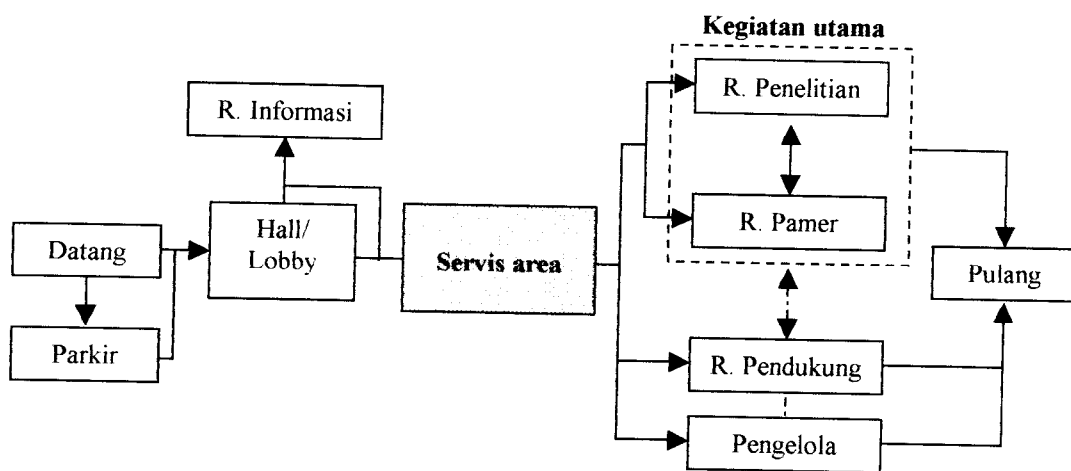 Kegiatan utama
R. Penelitian
R. Informasi
R. Pamer
Hall/
Lobby
Datang
Servis area
Pulang
Parkir
R. Pendukung
Pengelola